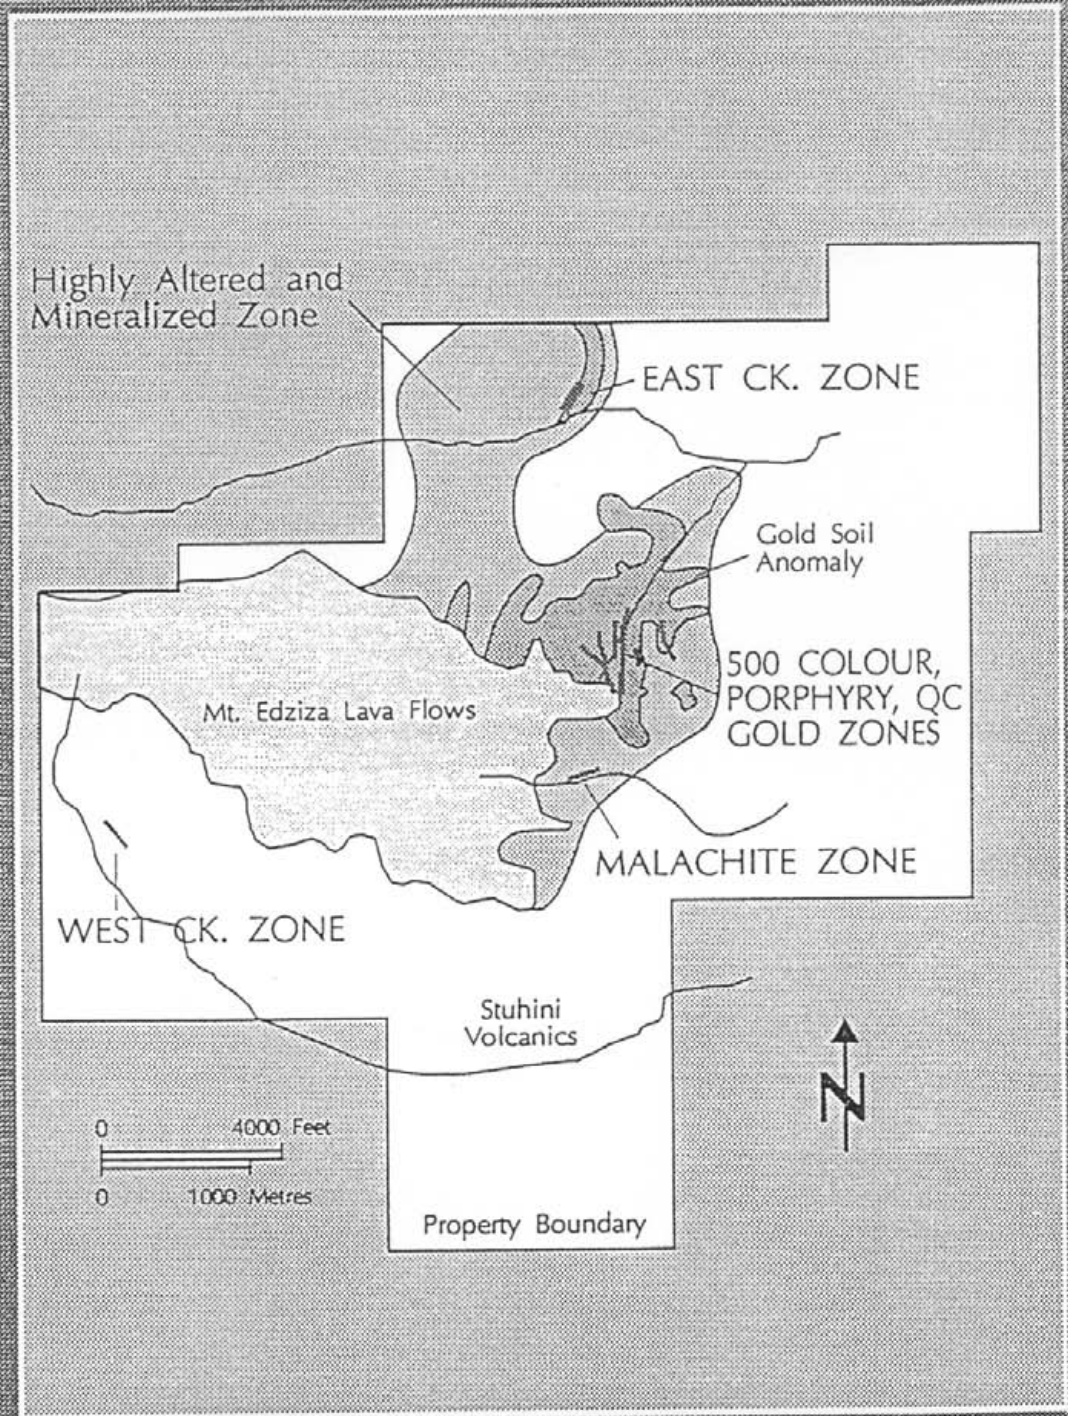 Highly Altered and
Mineralized Zone
EAST CK. ZONE
Gold Soil
Anomaly
500 COLOUR,
PORPHYRY, QC
GOLD ZONES
Mt. Edziza Lava Flows
MALACHITE ZONE
WEST CK. ZONE
Stuhini
Volcanics
N
0 4000 Feet
0 1000 Metres
Property Boundary